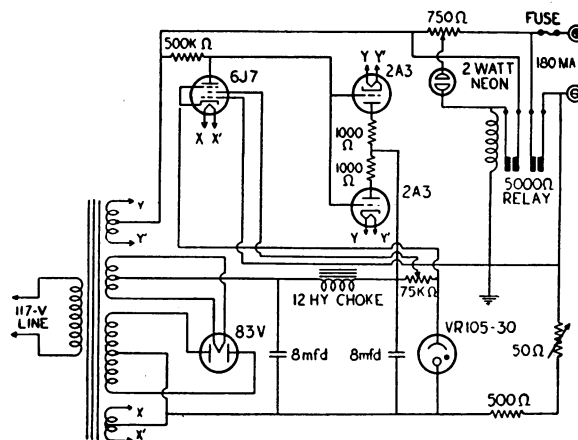 750Ω
FUSE
500K Ω
6J7
Y Y'
2A3
2 WATT
NEON
180 MA
X X'
1000
Ω
1000
Ω
2A3
5000Ω
RELAY
Y
Y'
Y Y'
117-V
LINE
12 HY CHOKE
75KΩ
83V
VR105-30
8mfd
8mfd
50Ω
500Ω
X
X'